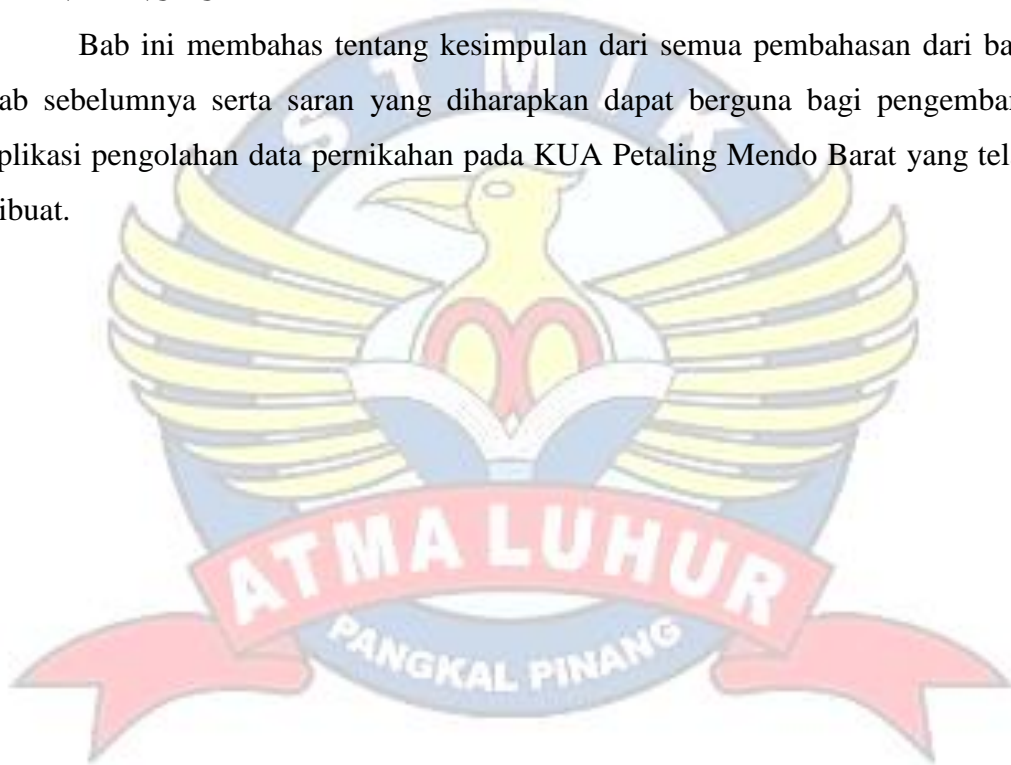 Bab ini membahas tentang kesimpulan dari semua pembahasan dari ba
ab sebelumnya serta saran yang diharapkan dapat berguna bagi pengemba
plikasi pengolahan data pernikahan pada KUA Petaling Mendo Barat yang tel
ibuat.
STMIK
ATMA LUHUR
PANGKAL PINANG